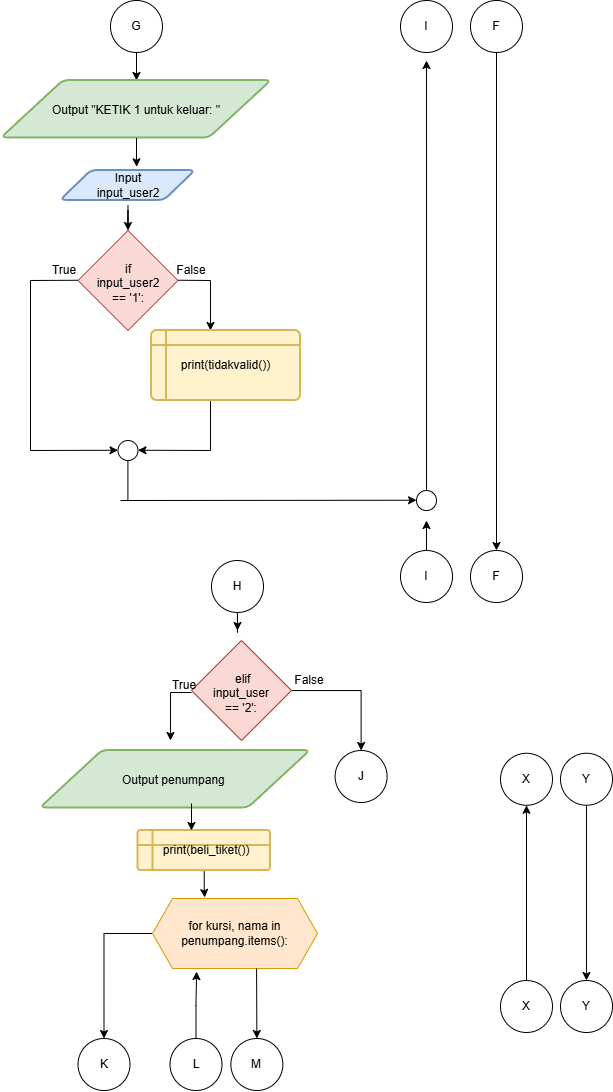 G
I
F
Output "KETIK 1 untuk keluar: "
Input
input_user2
True
False
if
input_user2
== '1':
print(tidakvalid())
I
F
H
True
False
elif
input_user
== '2':
Output penumpang
J
X
Y
print(beli_tiket())
for kursi, nama in
penumpang.items():
X
Y
K
L
M